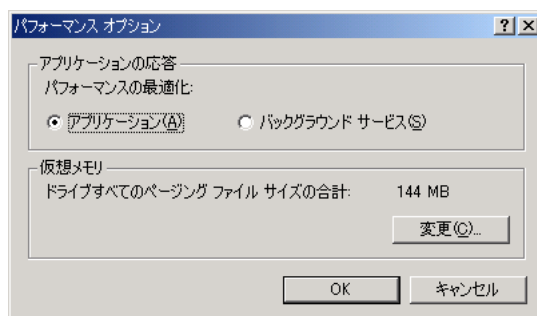 パフォーマンス オプション
アプリケーションの応答
パフォーマンスの最適化:
アプリケーション(A) バックグラウンド サービス(S)
仮想メモリ
ドライブすべてのページング ファイル サイズの合計: 144 MB
変更(C)...
OK キャンセル